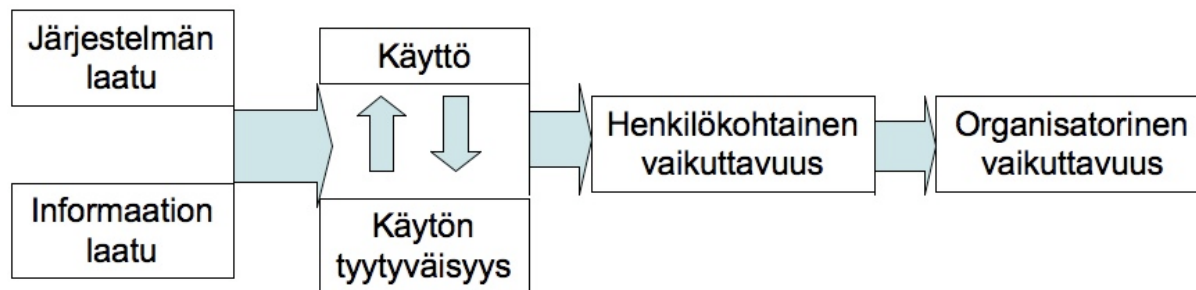 Järjestelmän
laatu
Informaation
laatu
Käyttö
Käytön
tyytyväisyys
Henkilökohtainen
vaikuttavuus
Organisatorinen
vaikuttavuus